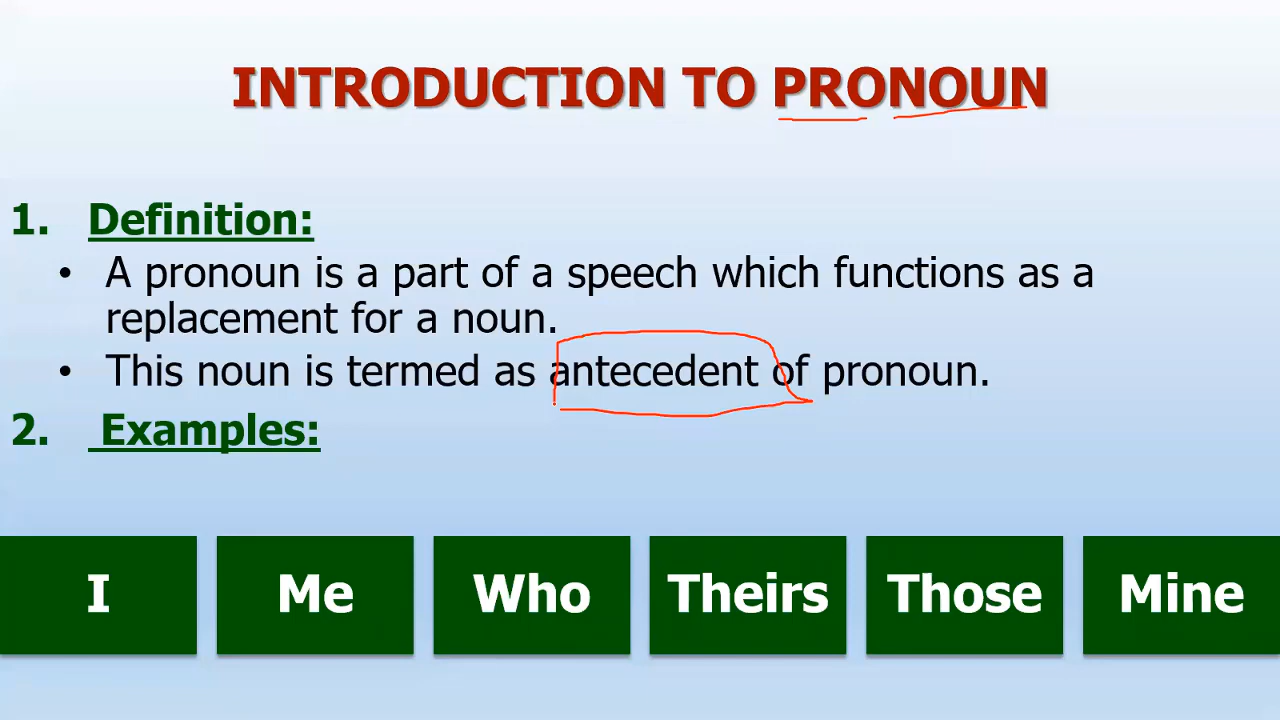 INTRODUCTION TO PRONOUN
1. Definition:
• A pronoun is a part of a speech which functions as a
replacement for a noun.
• This noun is termed as antecedent of pronoun.
2. Examples:
I Me Who Theirs Those Mine